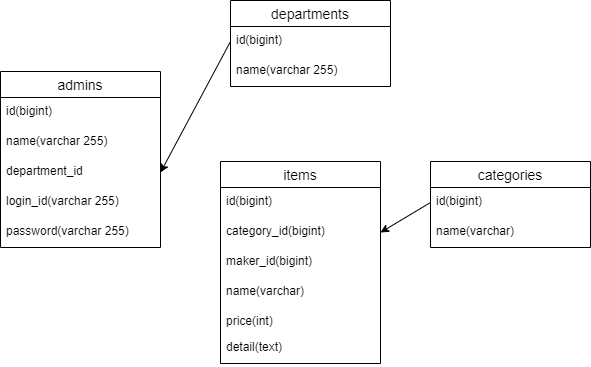 departments
id(bigint)
name(varchar 255)
admins
id(bigint)
name(varchar 255)
department_id
login_id(varchar 255)
password(varchar 255)
items
id(bigint)
category_id(bigint)
maker_id(bigint)
name(varchar)
price(int)
detail(text)
categories
id(bigint)
name(varchar)